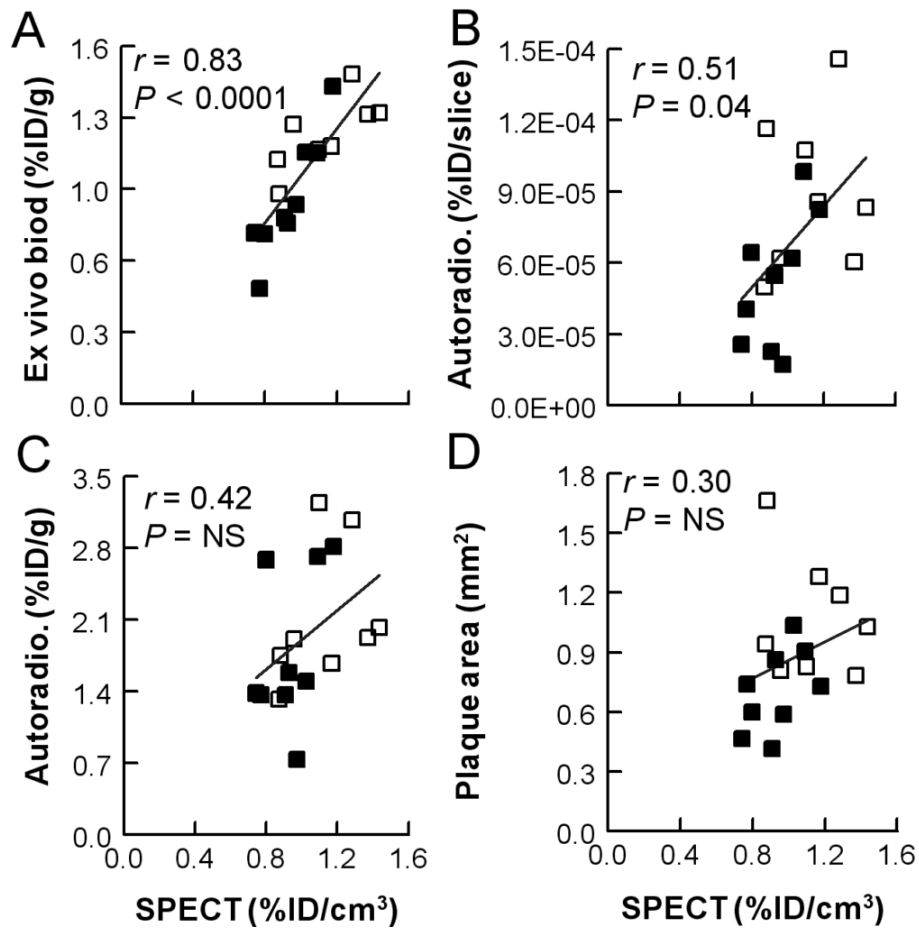 A
Ex vivo biod (%ID/g)
1.6
1.3
1.0
0.6
0.3
0.0
r = 0.83
P < 0.0001
B
Autoradio. (%ID/slice)
1.5E-04
1.2E-04
9.0E-05
6.0E-05
3.0E-05
0.0E+00
r = 0.51
P = 0.04
C
Autoradio. (%ID/g)
3.5
2.8
2.1
1.4
0.7
0.0
r = 0.42
P = NS
0.0 0.4 0.8 1.2 1.6
SPECT (%ID/cm³)
D
Plaque area (mm²)
1.8
1.5
1.2
0.9
0.6
0.3
0.0
r = 0.30
P = NS
0.0 0.4 0.8 1.2 1.6
SPECT (%ID/cm³)